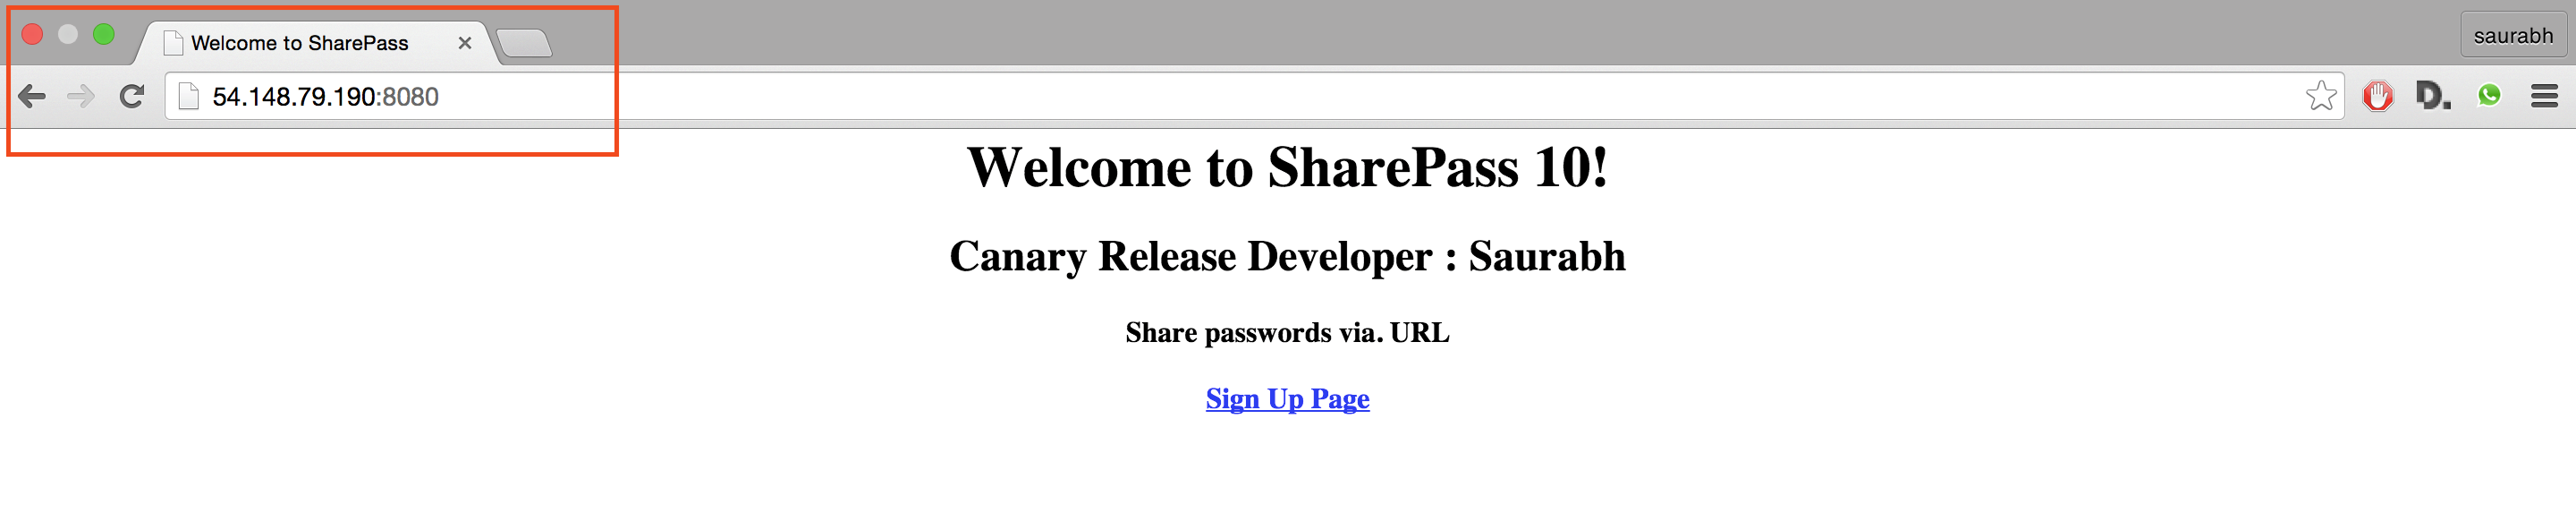 Welcome to SharePass
saurabh
54.148.79.190:8080
D.
Welcome to SharePass 10!
Canary Release Developer : Saurabh
Share passwords via. URL
Sign Up Page